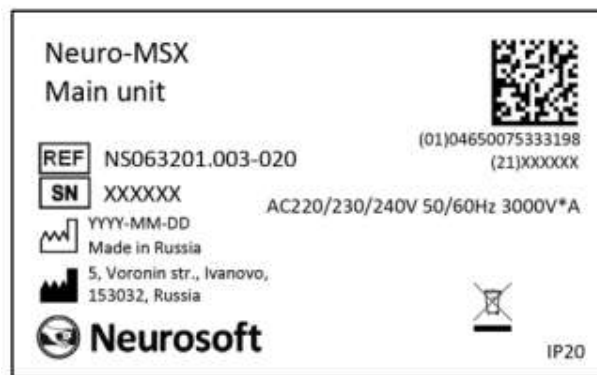 Neuro-MSX
Main unit
(01)04650075333198
(21)XXXXXX
REF NS063201.003-020
SN XXXXXX
AC220/230/240V 50/60Hz 3000V*A
YYYY-MM-DD
Made in Russia
5, Voronin str., Ivanovo,
153032, Russia
Neurosoft
IP20